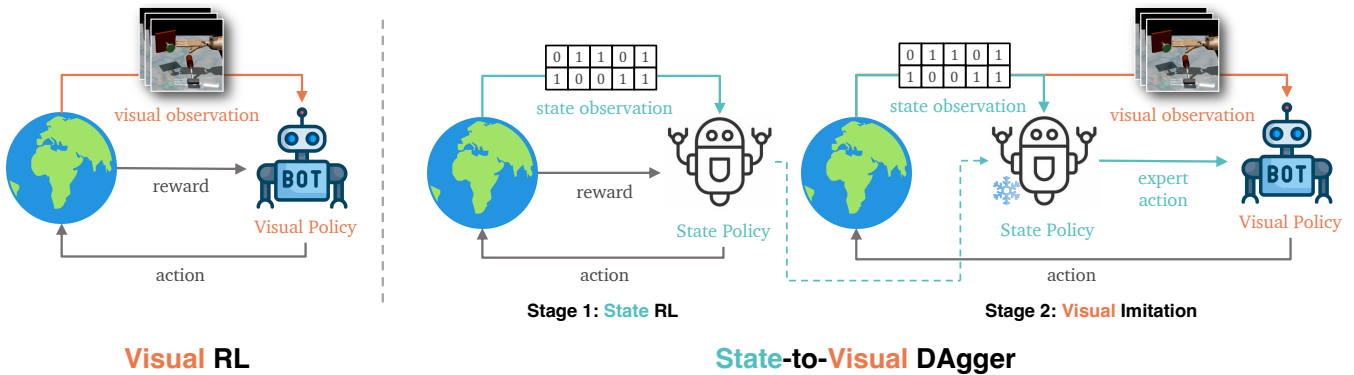 visual observation
BOT
reward
Visual Policy
action
Visual RL
0 1 1 0 1
1 0 0 1 1
state observation
reward
State Policy
action
Stage 1: State RL
0 1 1 0 1
1 0 0 1 1
state observation
visual observation
BOT
expert
action
State Policy
Visual Policy
action
Stage 2: Visual Imitation
State-to-Visual DAgger